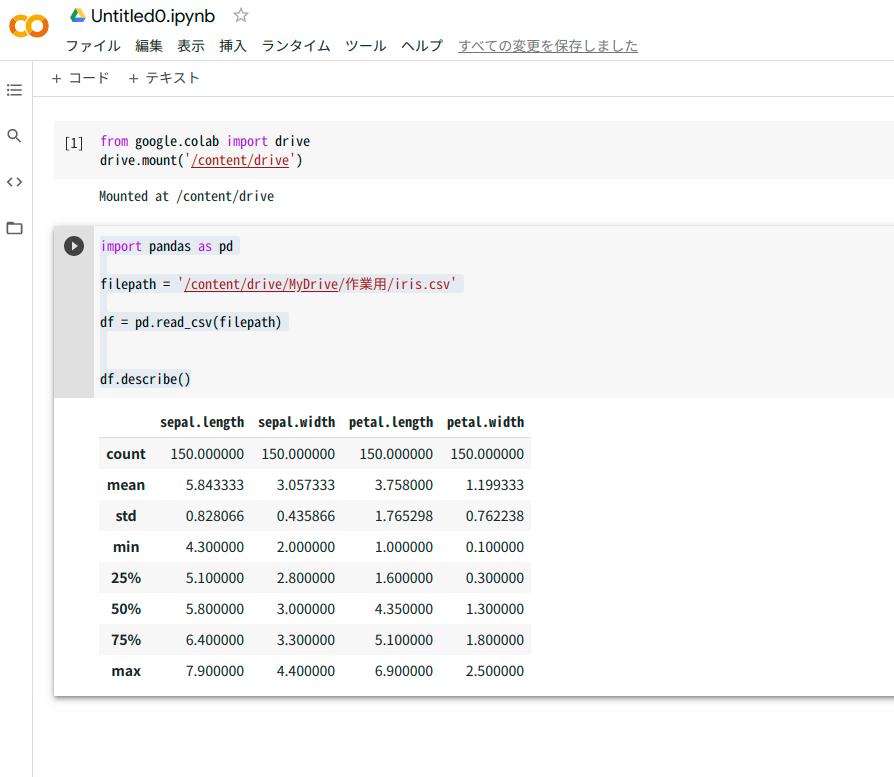 Untitled0.ipynb
ファイル 編集 表示 挿入 ランタイム ツール ヘルプ すべての変更を保存しました
+ コード + テキスト
[1] from google.colab import drive
drive.mount('/content/drive')
Mounted at /content/drive
import pandas as pd
filepath = '/content/drive/MyDrive/作業用/iris.csv'
df = pd.read_csv(filepath)
df.describe()
sepal.length sepal.width petal.length petal.width
count 150.000000 150.000000 150.000000 150.000000
mean 5.843333 3.057333 3.758000 1.199333
std 0.828066 0.435866 1.765298 0.762238
min 4.300000 2.000000 1.000000 0.100000
25% 5.100000 2.800000 1.600000 0.300000
50% 5.800000 3.000000 4.350000 1.300000
75% 6.400000 3.300000 5.100000 1.800000
max 7.900000 4.400000 6.900000 2.500000